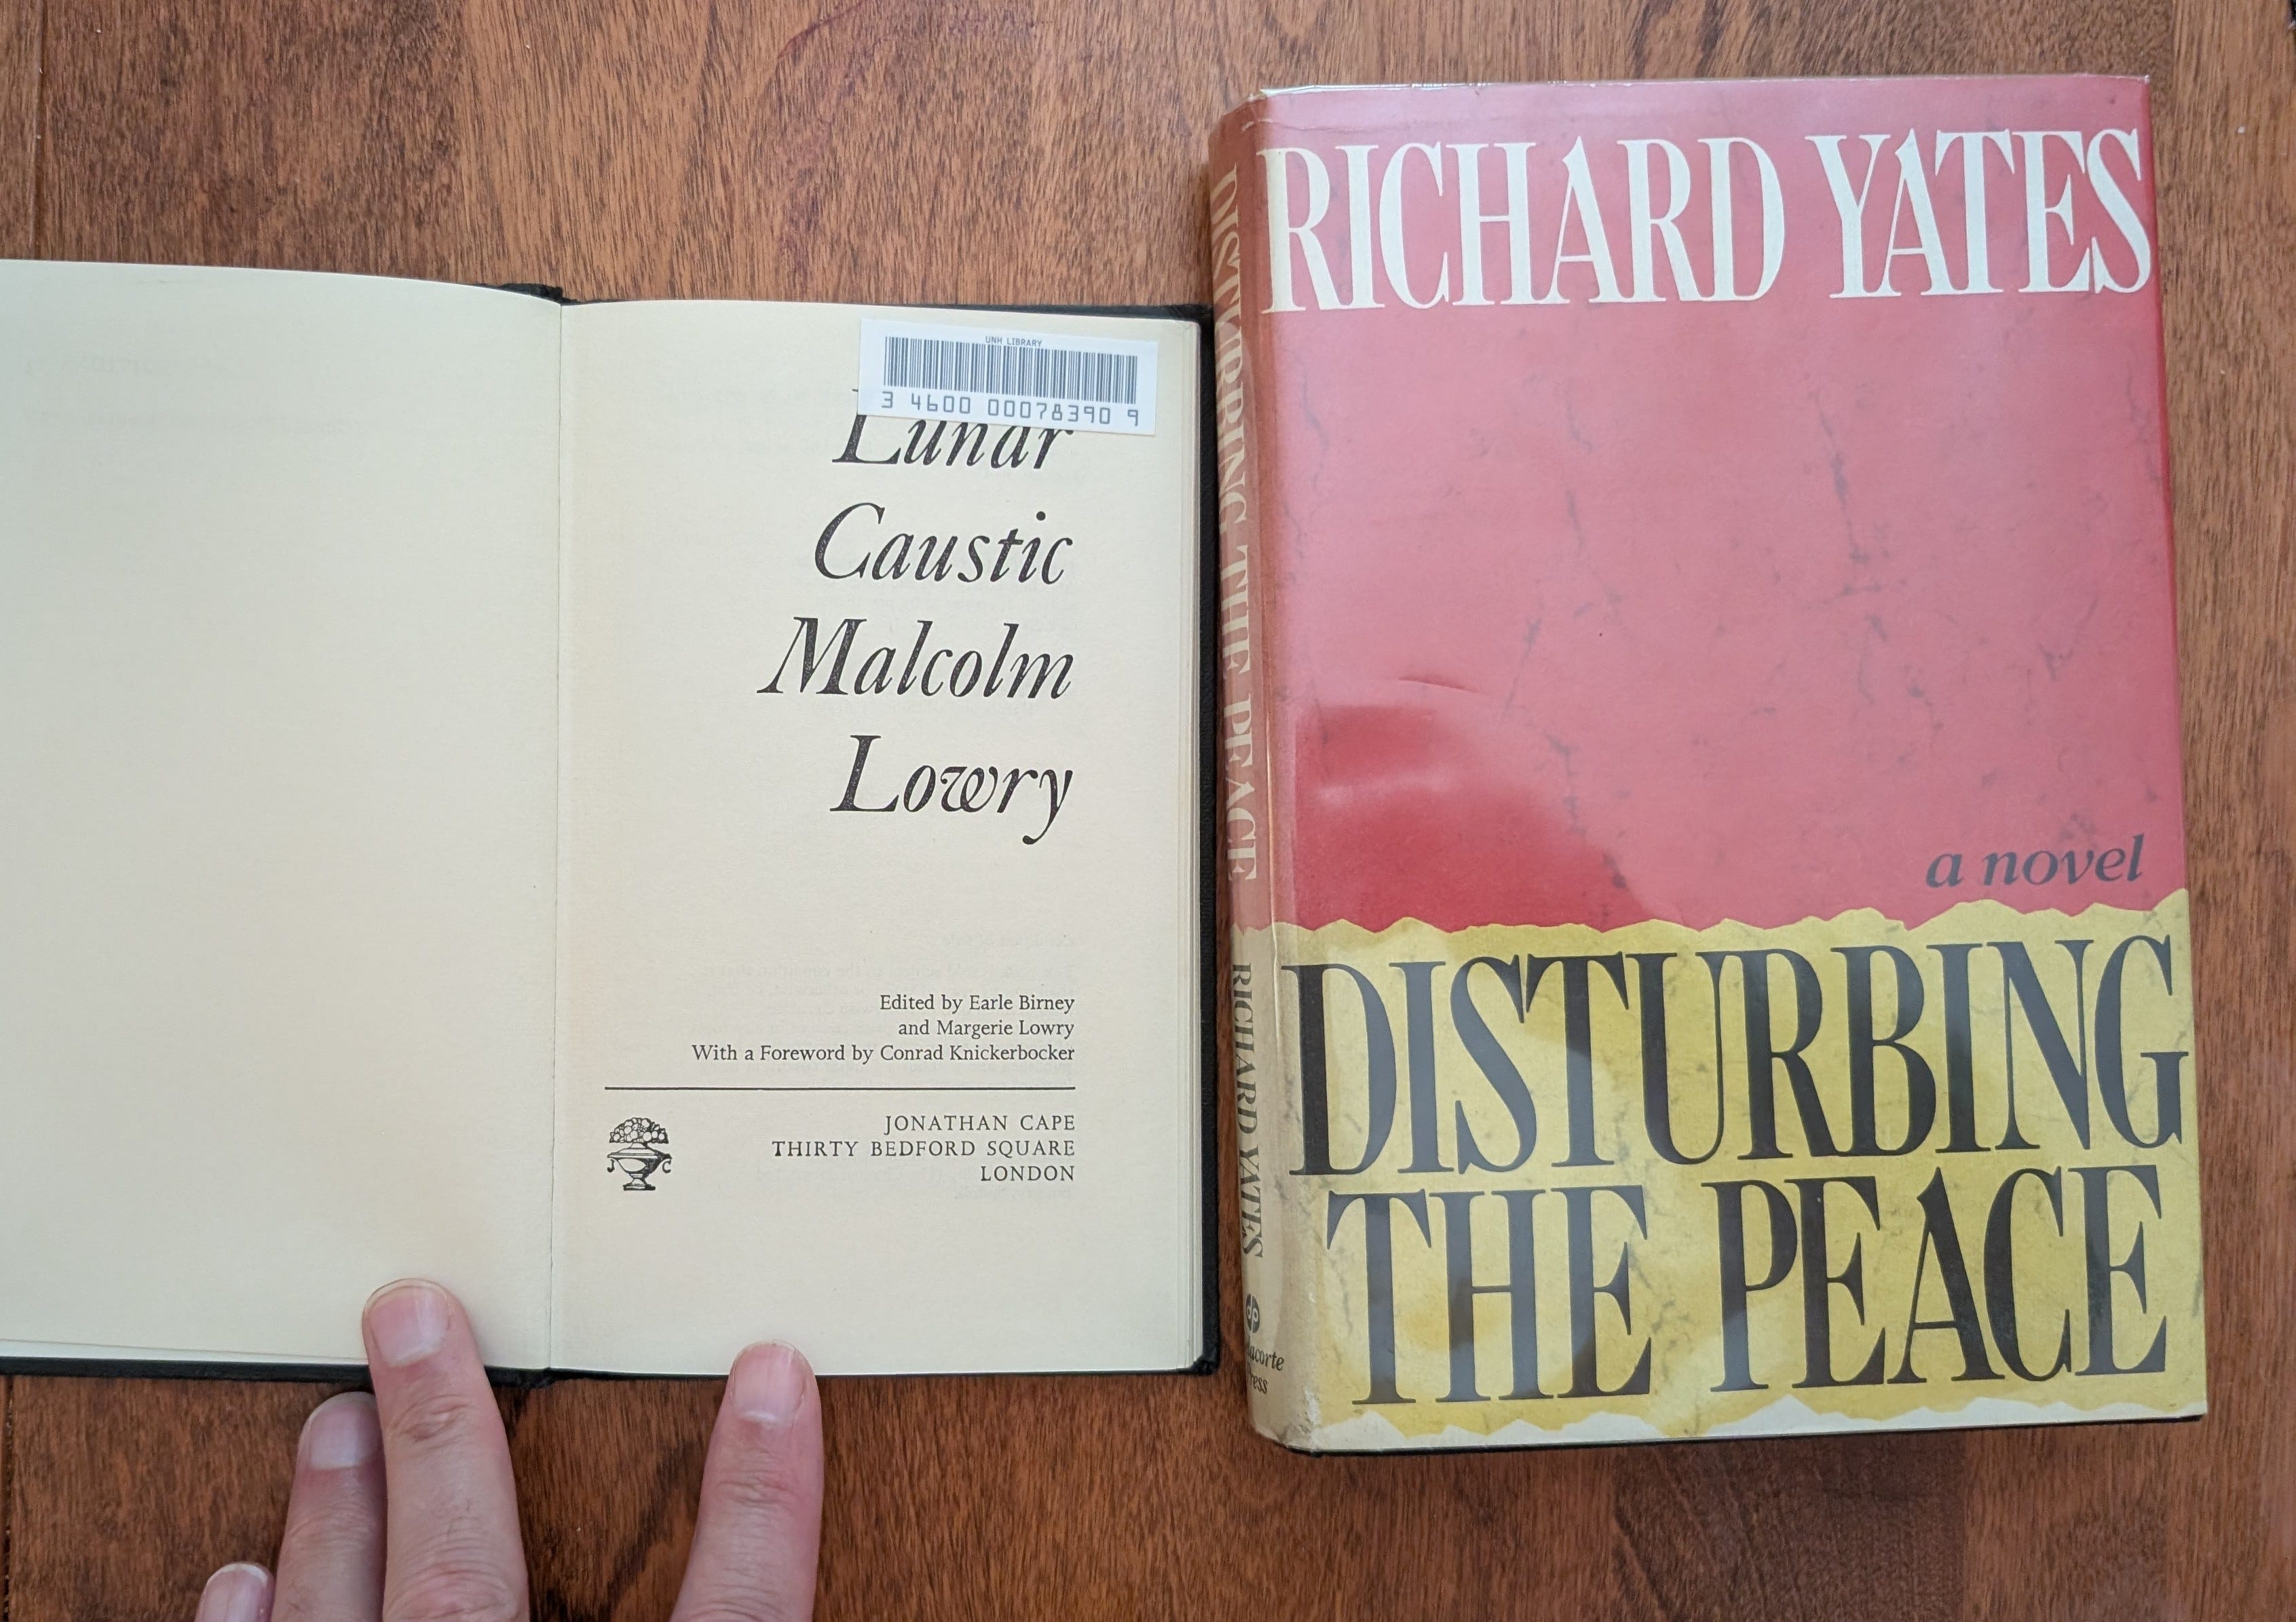 UNH LIBRARY
3 4600 00078390 9
Lunar
Caustic
Malcolm
Lowry
Edited by Earle Birney
and Margerie Lowry
With a Foreword by Conrad Knickerbocker
JONATHAN CAPE
THIRTY BEDFORD SQUARE
LONDON
J C
DISTURBING THE PEACE
RICHARD YATES
dp
Press
RICHARD YATES
a novel
DISTURBING
THE PEACE